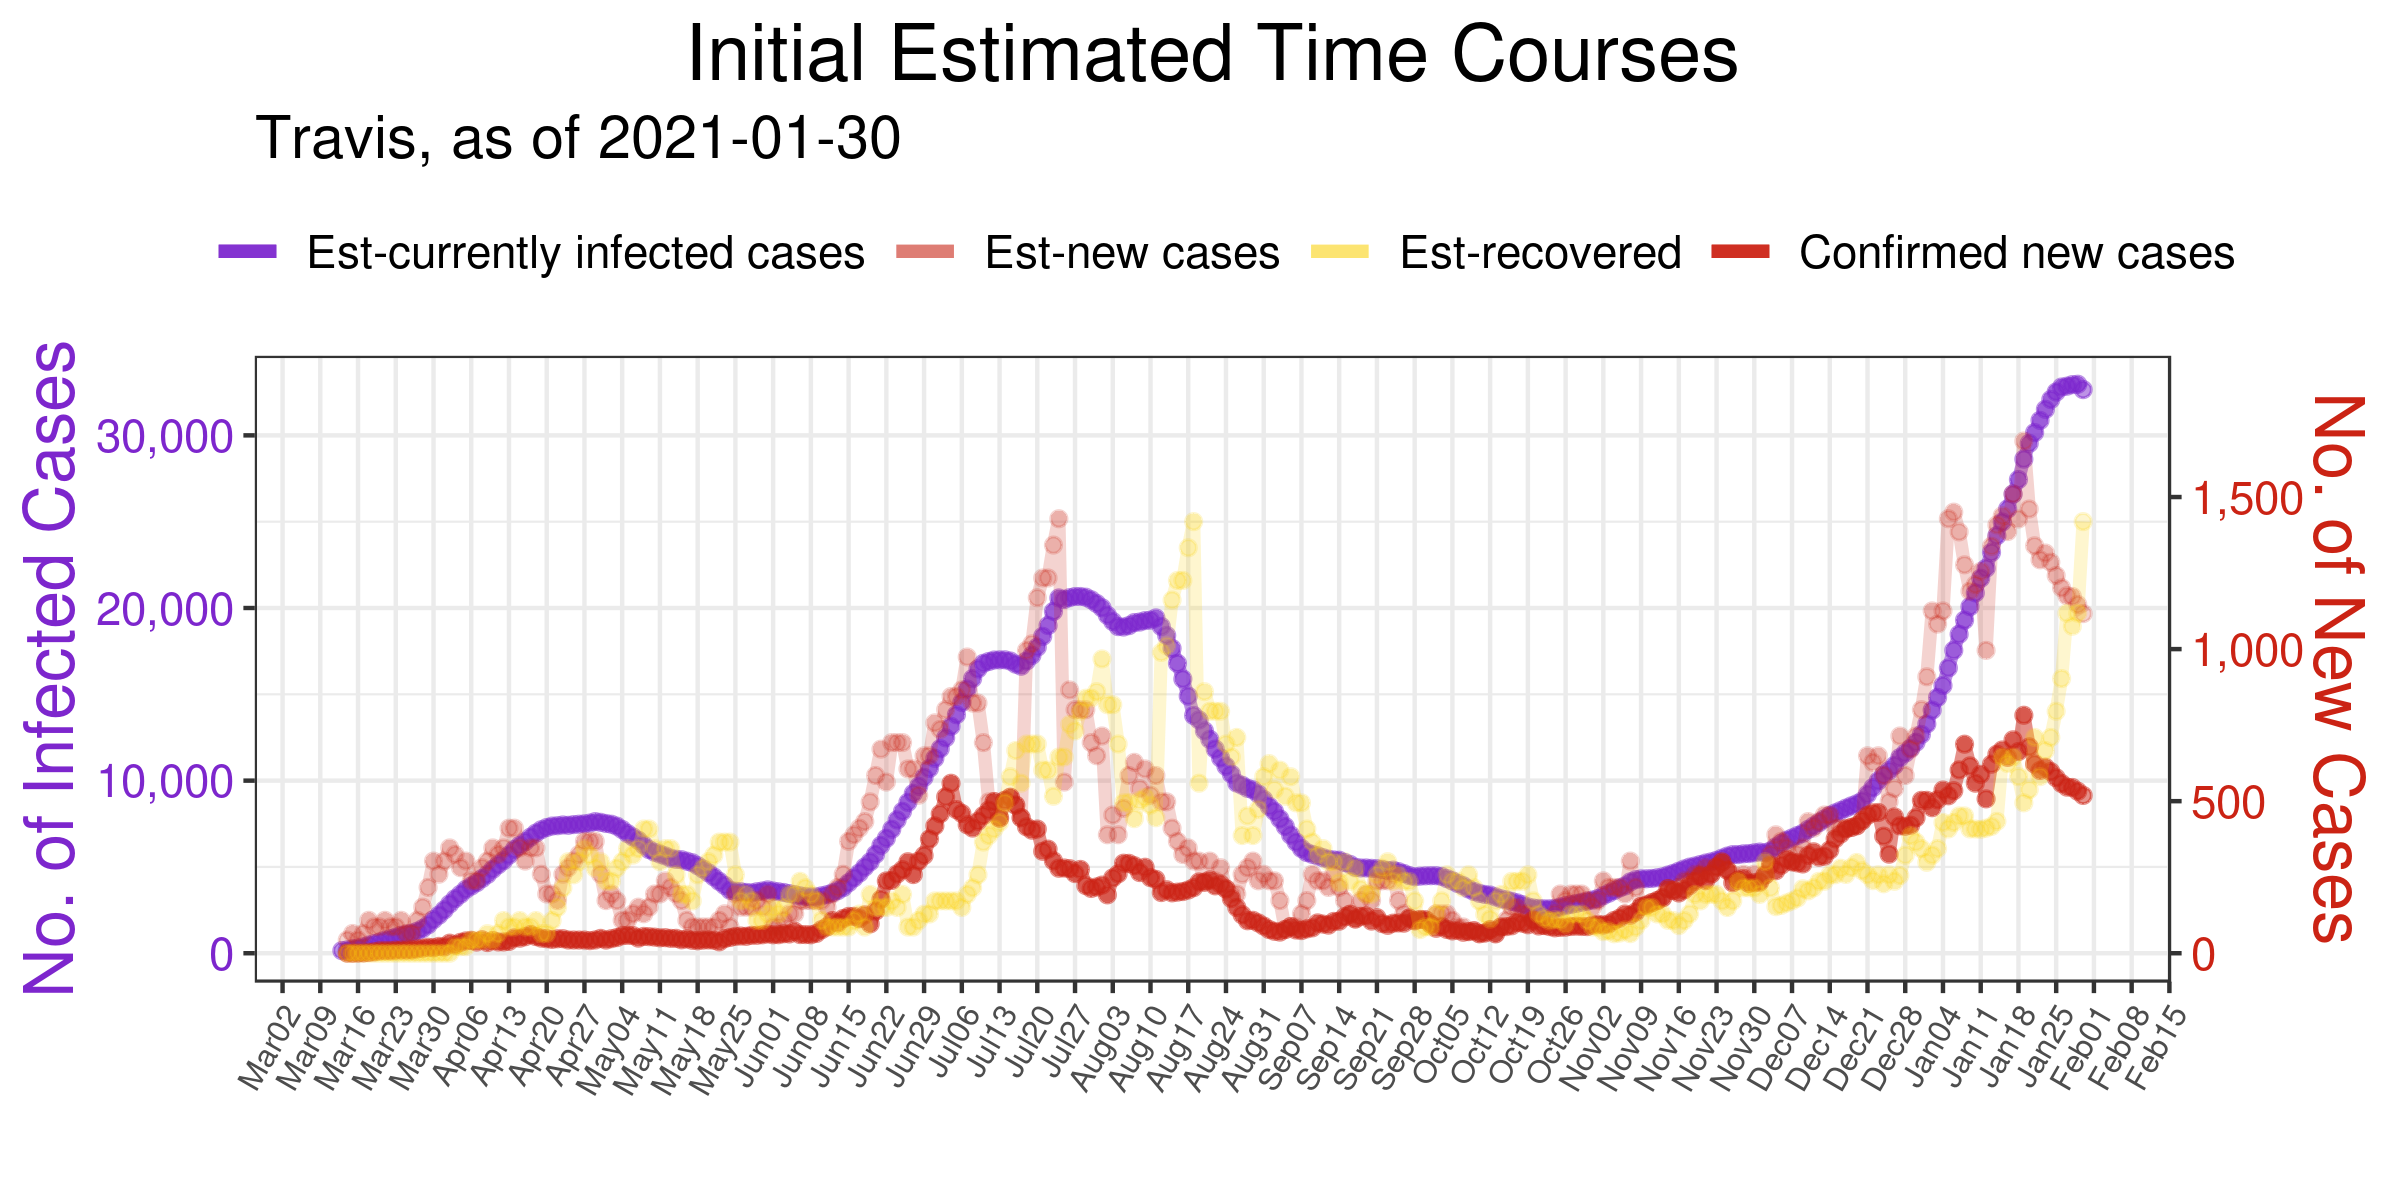 Initial Estimated Time Courses
Travis, as of 2021-01-30
Est-currently infected cases
Est-new cases
Est-recovered
Confirmed new cases
No. of Infected Cases
30,000
20,000
10,000
0
No. of New Cases
1,500
1,000
500
0
Mar02
Mar09
Mar16
Mar23
Mar30
Apr06
Apr13
Apr20
Apr27
May04
May11
May18
May25
Jun01
Jun08
Jun15
Jun22
Jun29
Jul06
Jul13
Jul20
Jul27
Aug03
Aug10
Aug17
Aug24
Aug31
Sep07
Sep14
Sep21
Sep28
Oct05
Oct12
Oct19
Oct26
Nov02
Nov09
Nov16
Nov23
Nov30
Dec07
Dec14
Dec21
Dec28
Jan04
Jan11
Jan18
Jan25
Feb01
Feb08
Feb15